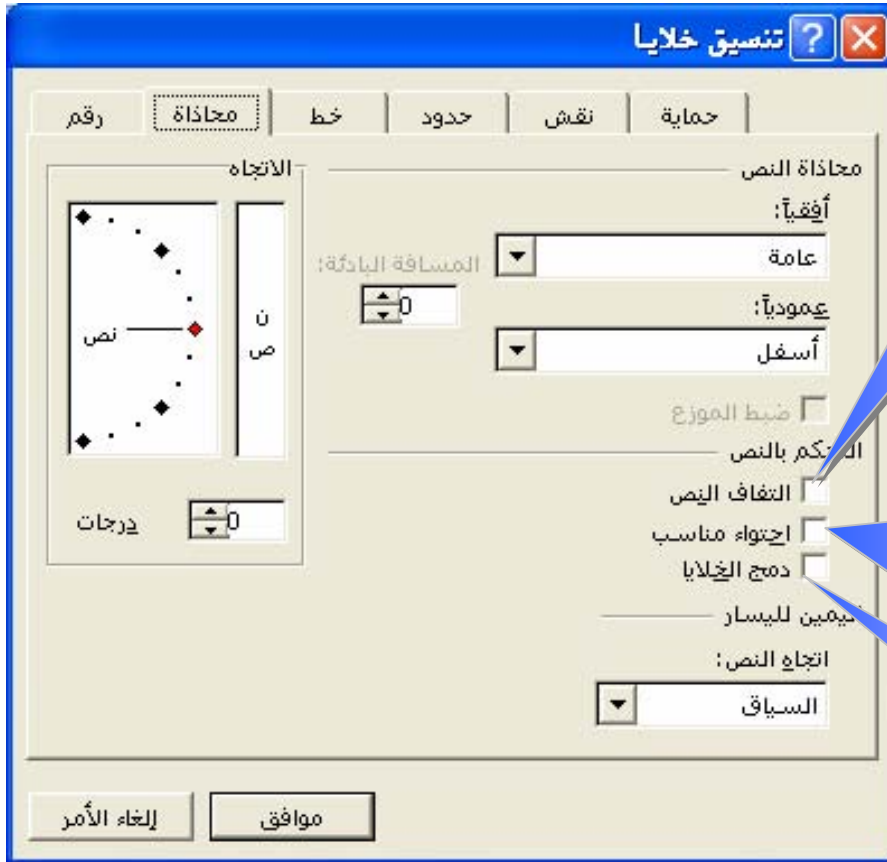 تنسيق خلايا
رقم
محاذاة
خط
حدود
نقش
حماية
محاذاة النص
أفقياً:
عامة
المسافة البادئة:
0
عمودياً:
أسفل
ضبط الموزع
التحكم بالنص
التفاف النص
احتواء مناسب
دمج الخلايا
لليسار
اتجاه النص:
السياق
الاتجاه
ن
ص
نص
0
درجات
موافق
إلغاء الأمر